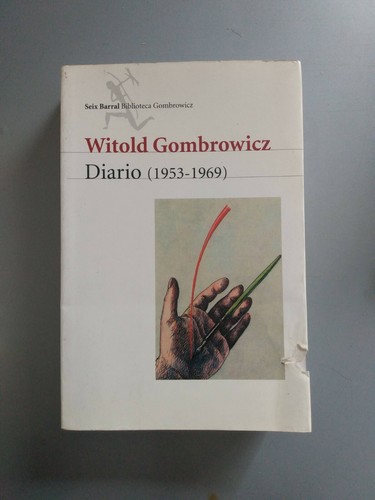 Seix Barral Biblioteca Gombrowicz
Witold Gombrowicz
Diario (1953-1969)